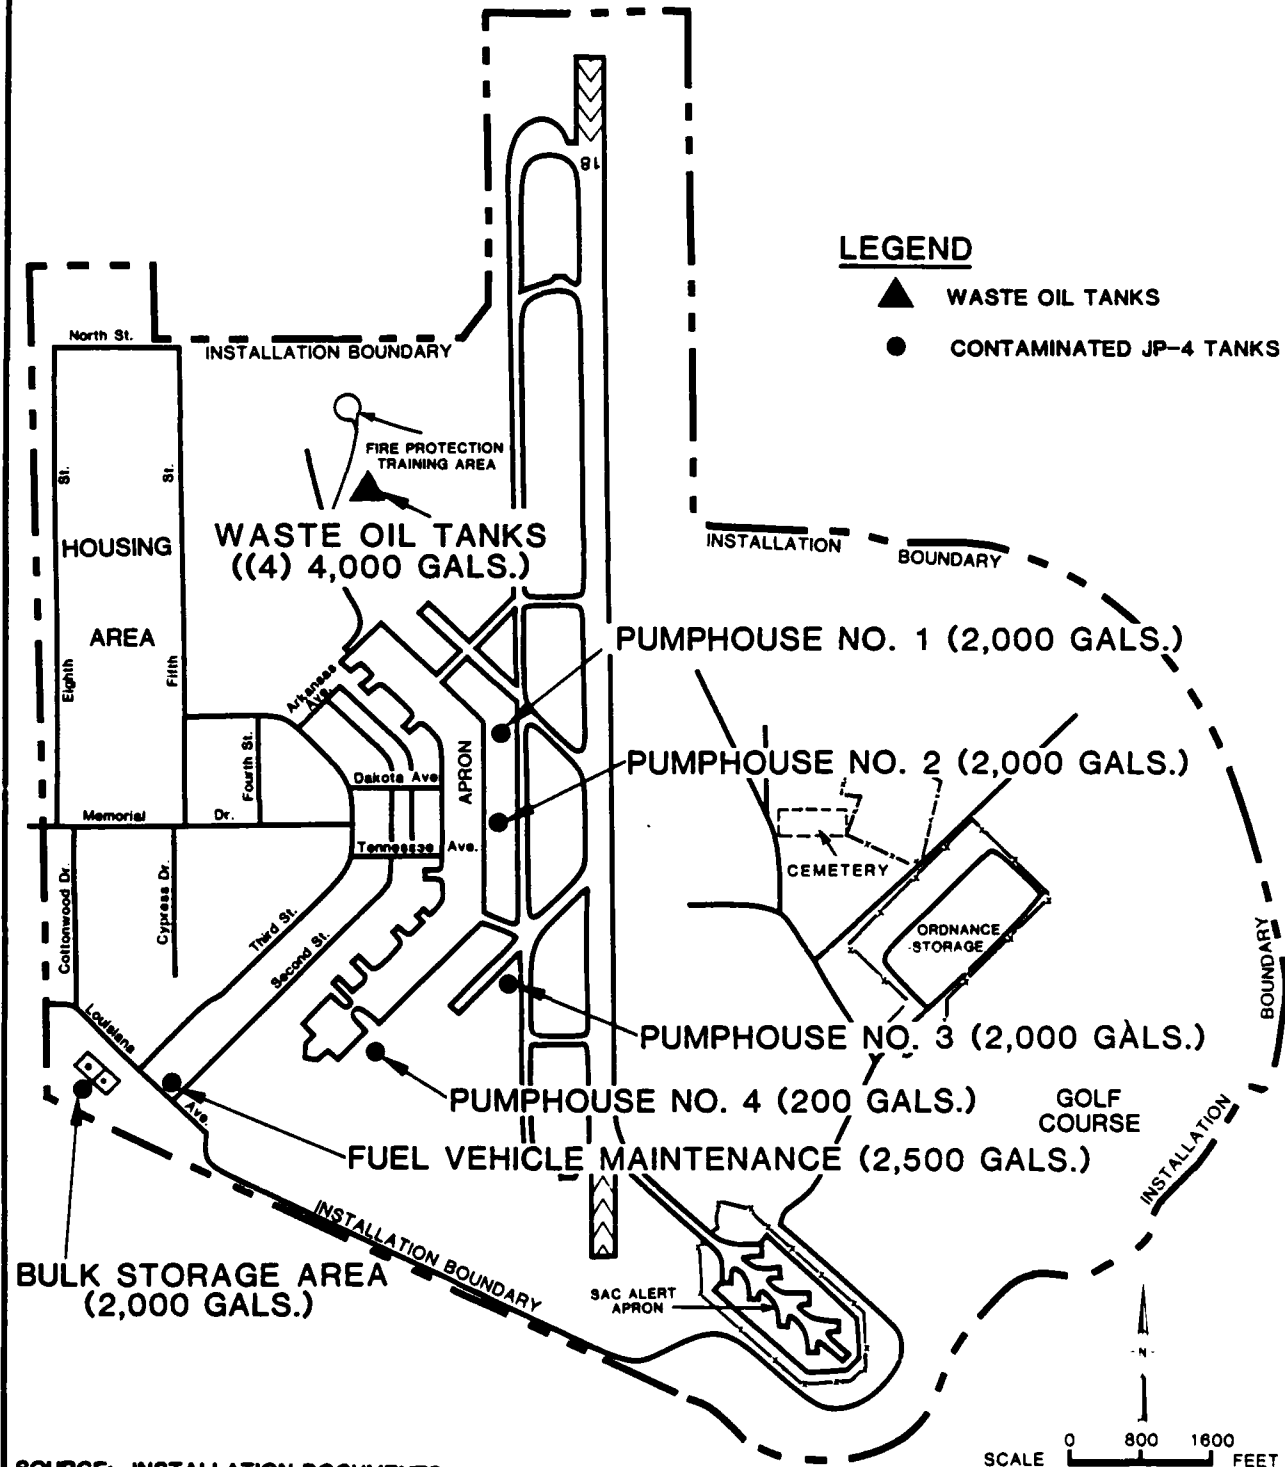 18
LEGEND
WASTE OIL TANKS
CONTAMINATED JP-4 TANKS
North St.
INSTALLATION BOUNDARY
FIRE PROTECTION
TRAINING AREA
St.
St.
WASTE OIL TANKS
((4) 4,000 GALS.)
HOUSING
AREA
INSTALLATION
BOUNDARY
PUMPHOUSE NO. 1 (2,000 GALS.)
Eighth
Fifth
Arkansas
Ave.
Fourth St.
APRON
PUMPHOUSE NO. 2 (2,000 GALS.)
Dakota Ave
Memorial
Dr.
Tennessee Ave.
CEMETERY
Cottonwood Dr.
Cypress Dr.
Third St.
Second St.
ORDNANCE
STORAGE
BOUNDARY
Louisiana
Ave.
PUMPHOUSE NO. 3 (2,000 GALS.)
PUMPHOUSE NO. 4 (200 GALS.)
GOLF
COURSE
FUEL VEHICLE MAINTENANCE (2,500 GALS.)
INSTALLATION
INSTALLATION BOUNDARY
BULK STORAGE AREA
(2,000 GALS.)
SAC ALERT
APRON
-N-
0 800 1600
SCALE FEET
SOURCE: INSTALLATION DOCUMENTS